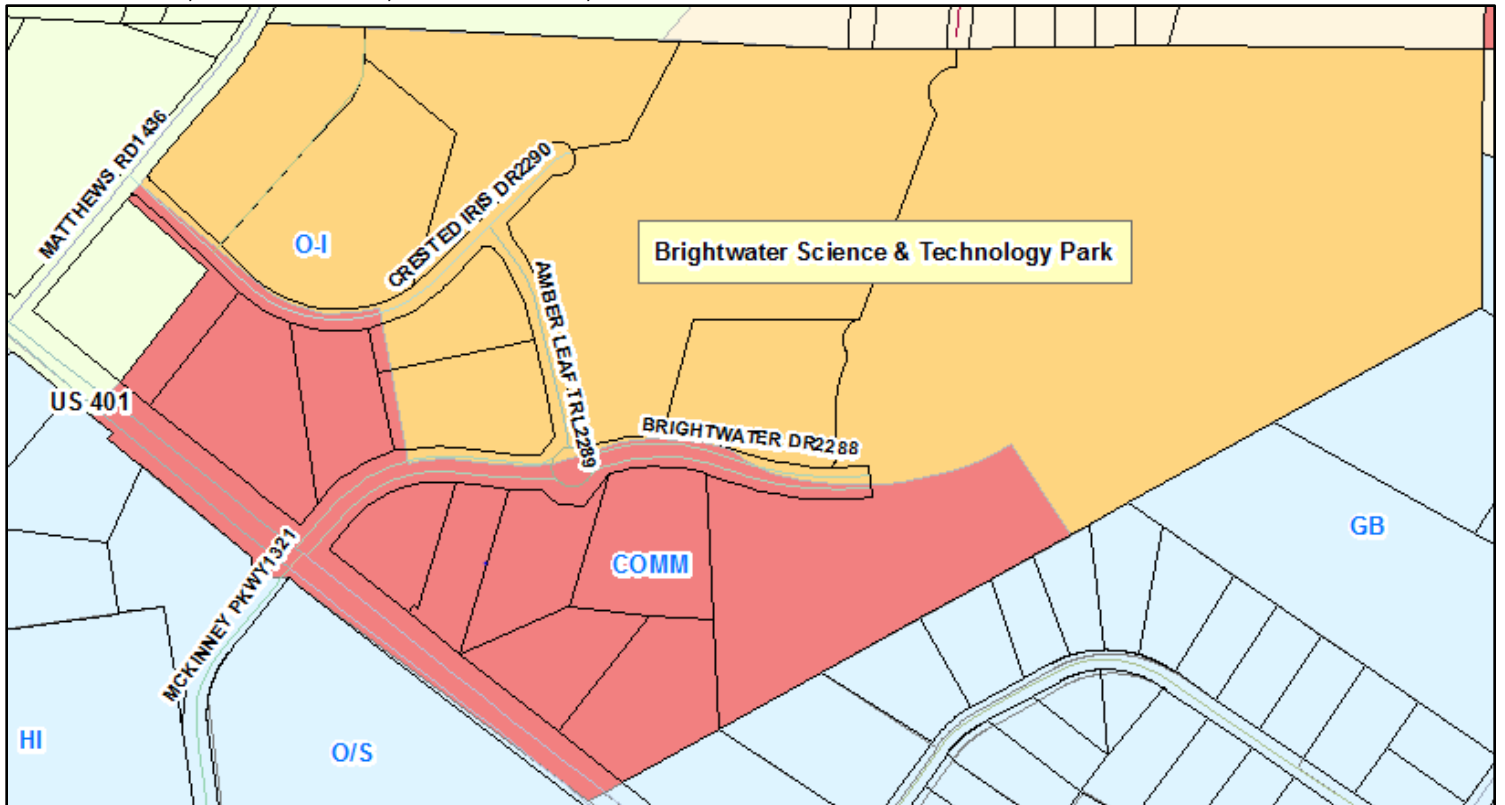 MATTHEWS RD1436
CRESTED IRIS DR2290
O-I
Brightwater Science & Technology Park
AMBER LEAF TRL2289
US 401
BRIGHTWATER DR2288
GB
COMM
MCKINNEY PKWY1321
HI
O/S